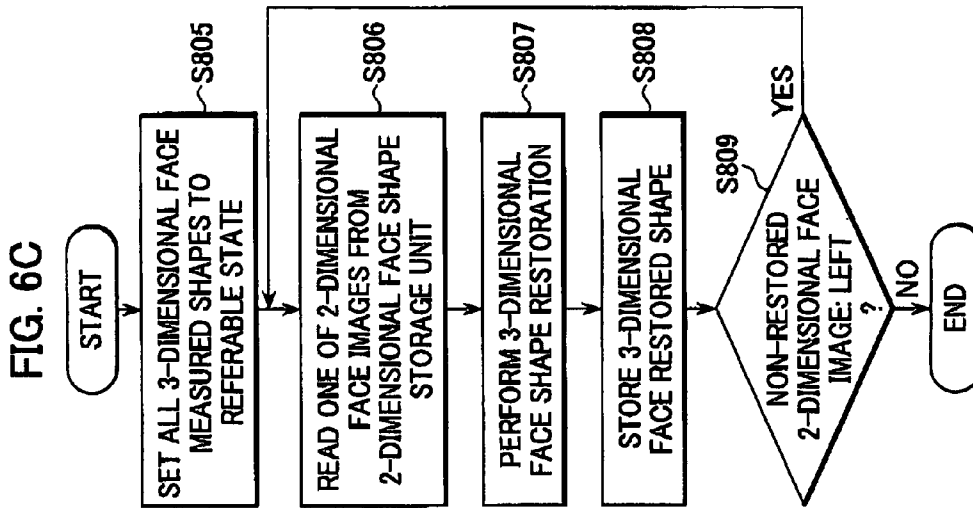 FIG. 6C
START
SET ALL 3-DIMENSIONAL FACE
MEASURED SHAPES TO
REFERABLE STATE
S805
READ ONE OF 2-DIMENSIONAL
FACE IMAGES FROM
2-DIMENSIONAL FACE SHAPE
STORAGE UNIT
S806
PERFORM 3-DIMENSIONAL
FACE SHAPE RESTORATION
S807
STORE 3-DIMENSIONAL
FACE RESTORED SHAPE
S808
S809
NON-RESTORED
2-DIMENSIONAL FACE
IMAGE: LEFT
?
YES
NO
END